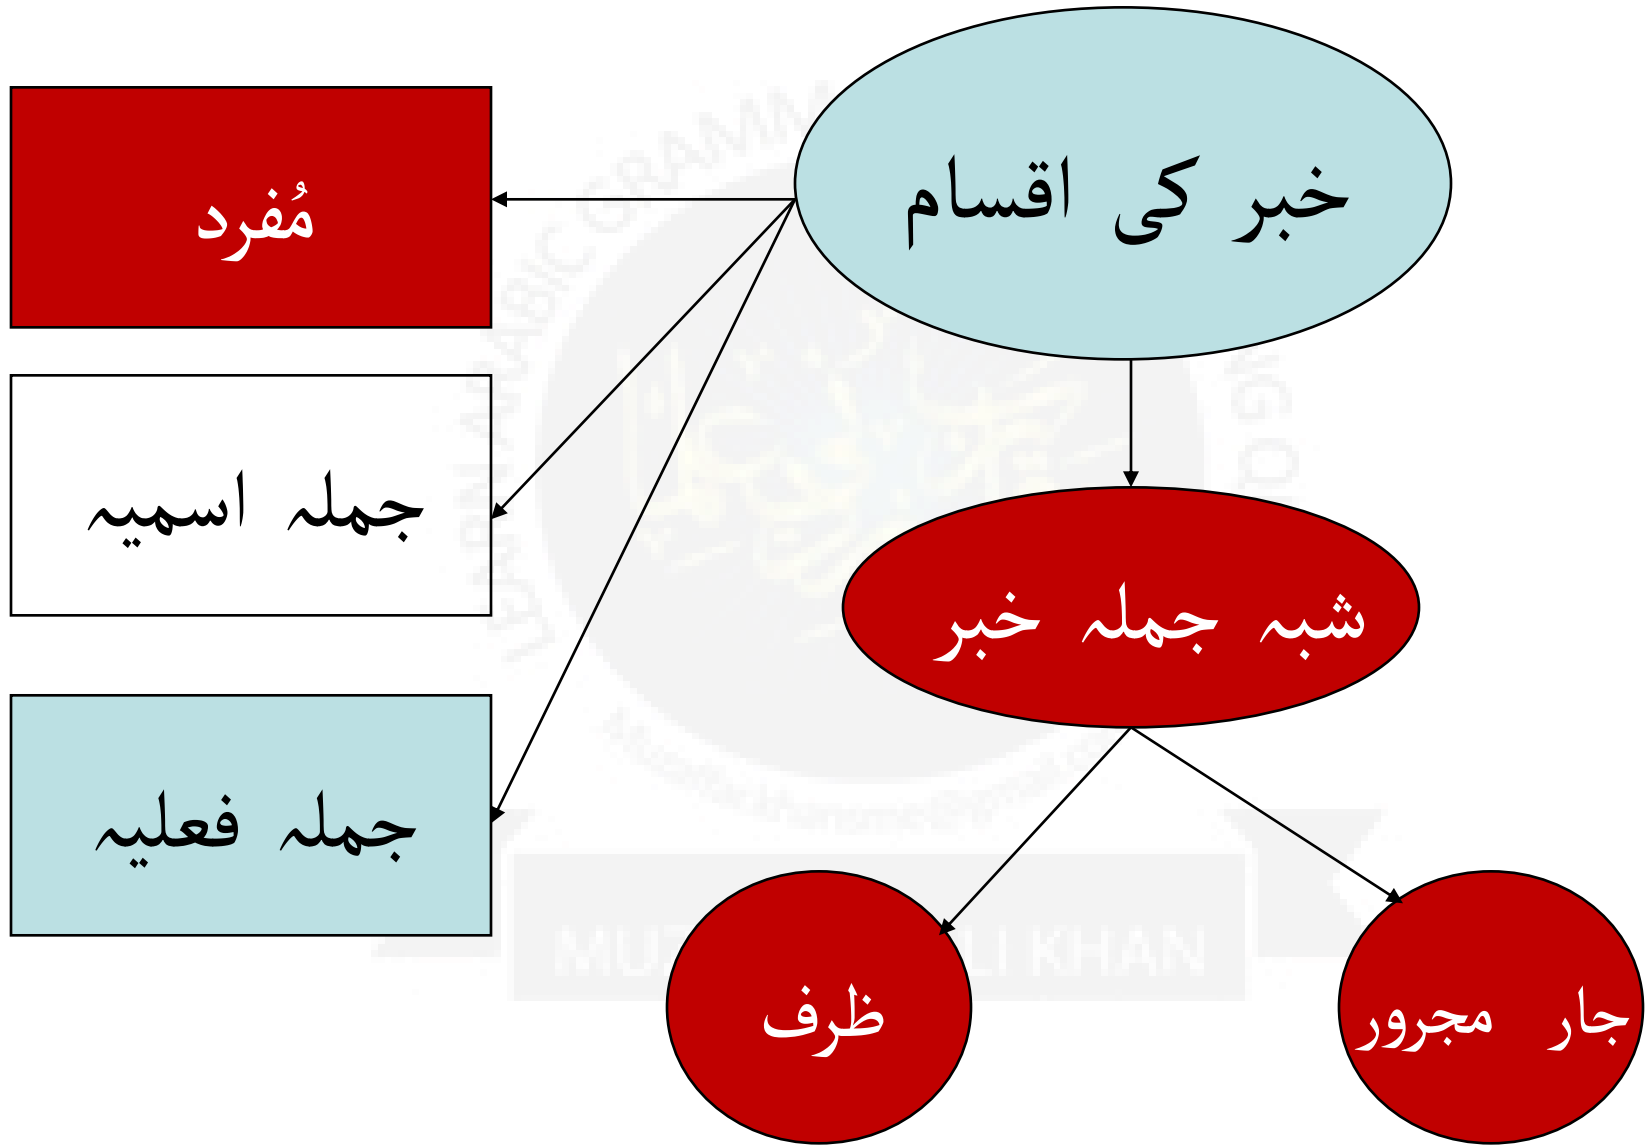 خبر کی اقسام
مُفرد
جملہ اسمیہ
جملہ فعلیہ
شبہ جملہ خبر
ظرف
جار مجرور